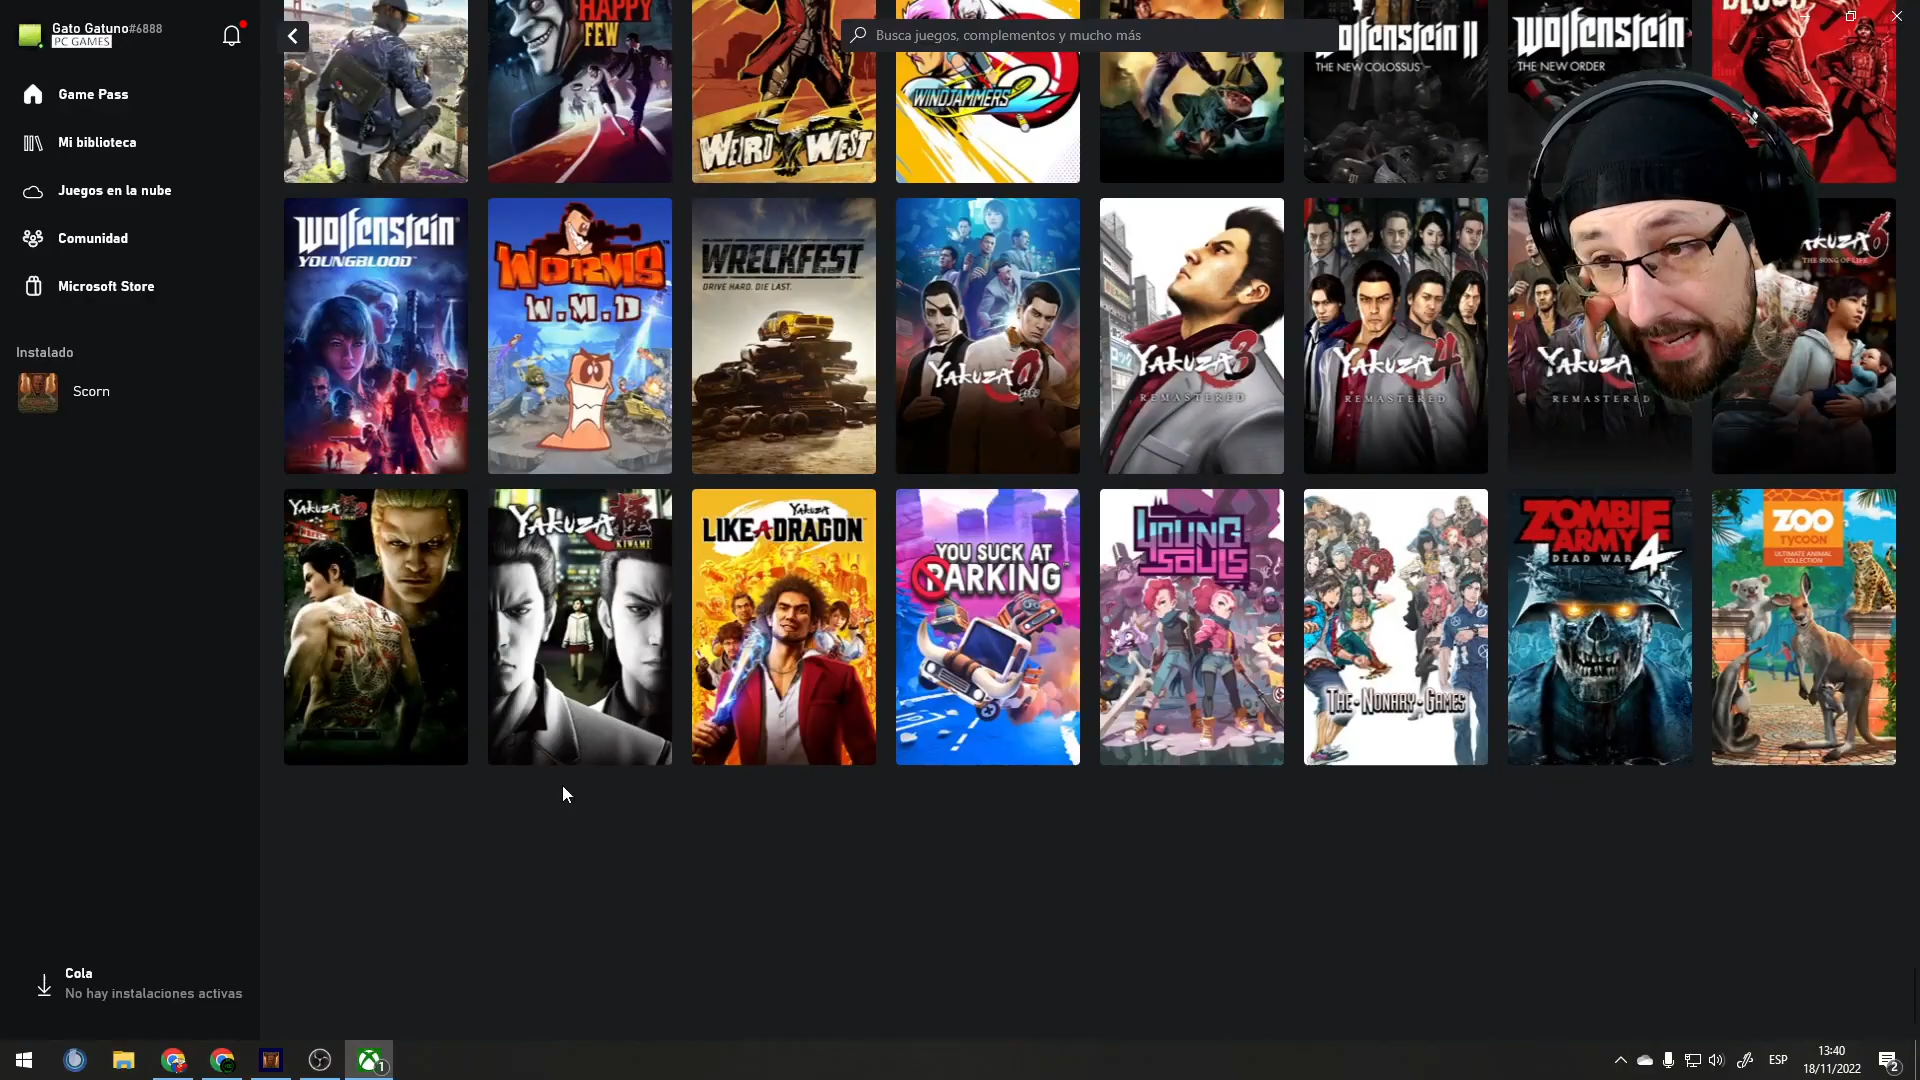 Gato Gatuno#6888
PC GAMES
Game Pass
Mi biblioteca
Juegos en la nube
Comunidad
Microsoft Store
Instalado
Scorn
Cola
No hay instalaciones activas
Busca juegos, complementos y mucho más
HAPPY
FEW
WEIRD WEST
WINDJAMMERS 2
olfenstein II
THE NEW COLOSSUS
Wolfenstein
THE NEW ORDER
Wolfenstein
YOUNGBLOOD
WORMS
W.M.D
WRECKFEST
DRIVE HARD. DIE LAST.
YAKUZA 0
YAKUZA 3
REMASTERED
YAKUZA 4
REMASTERED
YAKUZA
REMASTERED
AKUZA 6
THE SONG OF LIFE
YAKUZA 極2
YAKUZA 極
KIWAMI
YAKUZA
LIKE A DRAGON
YOU SUCK AT
PARKING
YOUNG
SOULS
THE·NONARY·GAMES
ZOMBIE
ARMY 4
DEAD WAR
ZOO
TYCOON
ULTIMATE ANIMAL
COLLECTION
1
ESP
13:40
18/11/2022
2